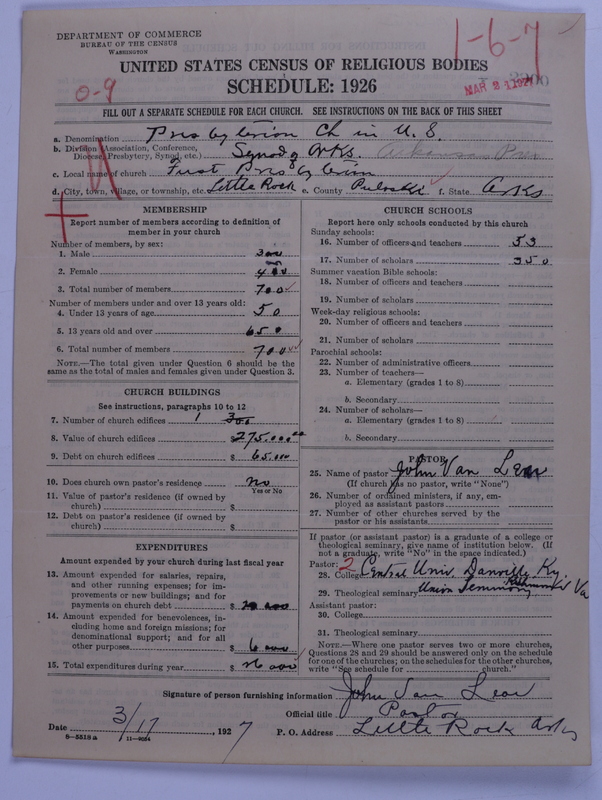 DEPARTMENT OF COMMERCE
BUREAU OF THE CENSUS
WASHINGTON
1-6-7
UNITED STATES CENSUS OF RELIGIOUS BODIES
SCHEDULE: 1926
MAR 21 1927
0-9
FILL OUT A SEPARATE SCHEDULE FOR EACH CHURCH. SEE INSTRUCTIONS ON THE BACK OF THIS SHEET
a. Denomination Presbyterian Ch in U. S.
b. Division (Association, Conference, Diocese, Presbytery, Synod, etc.) Synod of Arks. Arkansas Pres
c. Local name of church First Presbyterian
d. City, town, village, or township, etc. Little Rock e. County Pulaski f. State Arks
MEMBERSHIP
Report number of members according to definition of
member in your church
Number of members, by sex:
1. Male 300
2. Female 400
3. Total number of members 700
Number of members under and over 13 years old:
4. Under 13 years of age 50
5. 13 years old and over 650
6. Total number of members 700
NOTE.—The total given under Question 6 should be the
same as the total of males and females given under Question 3.
CHURCH BUILDINGS
See instructions, paragraphs 10 to 12
7. Number of church edifices 1 300
8. Value of church edifices $ 275.000.00
9. Debt on church edifices $ 65.000
10. Does church own pastor's residence no
Yes or No
11. Value of pastor's residence (if owned by
church) $
12. Debt on pastor's residence (if owned by
church) $
EXPENDITURES
Amount expended by your church during last fiscal year
13. Amount expended for salaries, repairs,
and other running expenses; for im-
provements or new buildings; and for
payments on church debt $ 20 000
14. Amount expended for benevolences, in-
cluding home and foreign missions; for
denominational support; and for all
other purposes $ 6 000
15. Total expenditures during year $ 26 000
CHURCH SCHOOLS
Report here only schools conducted by this church
Sunday schools:
16. Number of officers and teachers 53
17. Number of scholars 350
Summer vacation Bible schools:
18. Number of officers and teachers
19. Number of scholars
Week-day religious schools:
20. Number of officers and teachers
21. Number of scholars
Parochial schools:
22. Number of administrative officers
23. Number of teachers—
a. Elementary (grades 1 to 8)
b. Secondary
24. Number of scholars—
a. Elementary (grades 1 to 8)
b. Secondary
PASTOR
25. Name of pastor John Van Lear
(If church has no pastor, write "None")
26. Number of ordained ministers, if any, em-
ployed as assistant pastors
27. Number of other churches served by the
pastor or his assistants
If pastor (or assistant pastor) is a graduate of a college or
theological seminary, give name of institution below. (If
not a graduate, write "No" in the space indicated.)
Pastor: 2
28. College Central Univ. Danville Ky
29. Theological seminary Union Seminary Richmond Va
Assistant pastor:
30. College
31. Theological seminary
NOTE.—Where one pastor serves two or more churches,
Questions 28 and 29 should be answered only on the schedule
for one of the churches; on the schedules for the other churches,
write "See schedule for church."
Signature of person furnishing information John Van Lear
Official title Pastor
Date 3/17, 1927 P. O. Address Little Rock Arks
8-5518a 11-9054